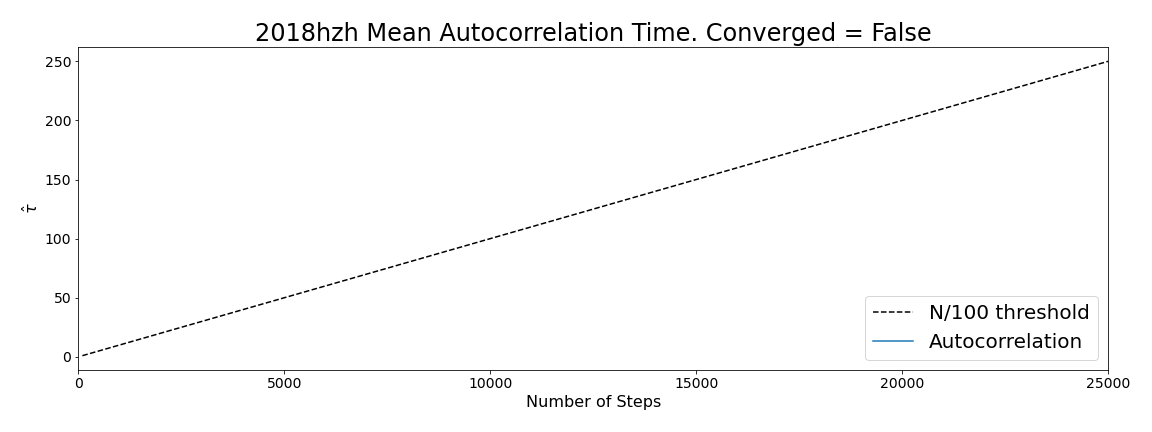 2018hzh Mean Autocorrelation Time. Converged = False
250
200
150
100
50
0
τ̂
0 5000 10000 15000 20000 25000
Number of Steps
N/100 threshold
Autocorrelation